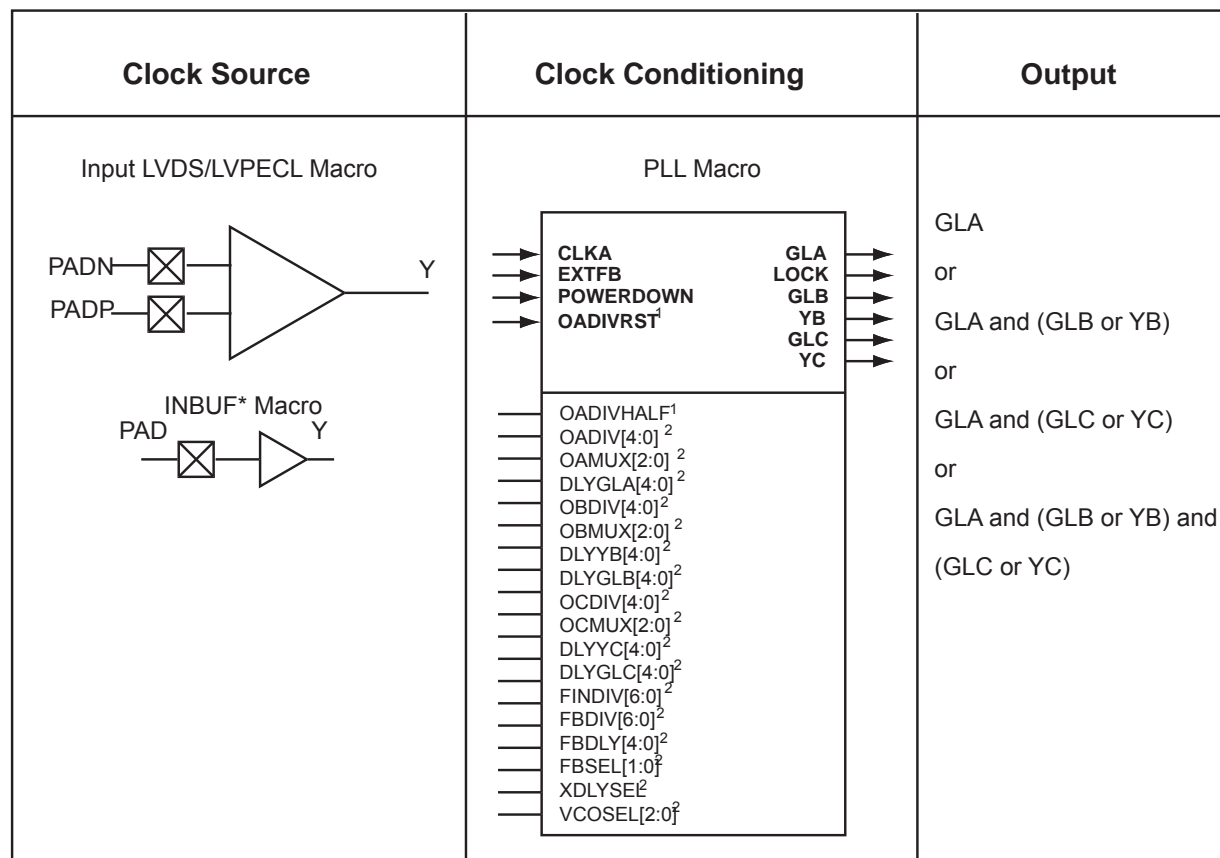 Clock Source
Clock Conditioning
Output
Input LVDS/LVPECL Macro
PADN
PADP
Y
INBUF* Macro
PAD
Y
PLL Macro
CLKA
EXTFB
POWERDOWN
OADIVRST1
GLA
LOCK
GLB
YB
GLC
YC
OADIVHALF1
OADIV[4:0] 2
OAMUX[2:0] 2
DLYGLA[4:0] 2
OBDIV[4:0]2
OBMUX[2:0] 2
DLYYB[4:0]2
DLYGLB[4:0]2
OCDIV[4:0]2
OCMUX[2:0] 2
DLYYC[4:0]2
DLYGLC[4:0]2
FINDIV[6:0] 2
FBDIV[6:0]2
FBDLY[4:0]2
FBSEL[1:0]2
XDLYSEL2
VCOSEL[2:0]2
GLA
or
GLA and (GLB or YB)
or
GLA and (GLC or YC)
or
GLA and (GLB or YB) and
(GLC or YC)